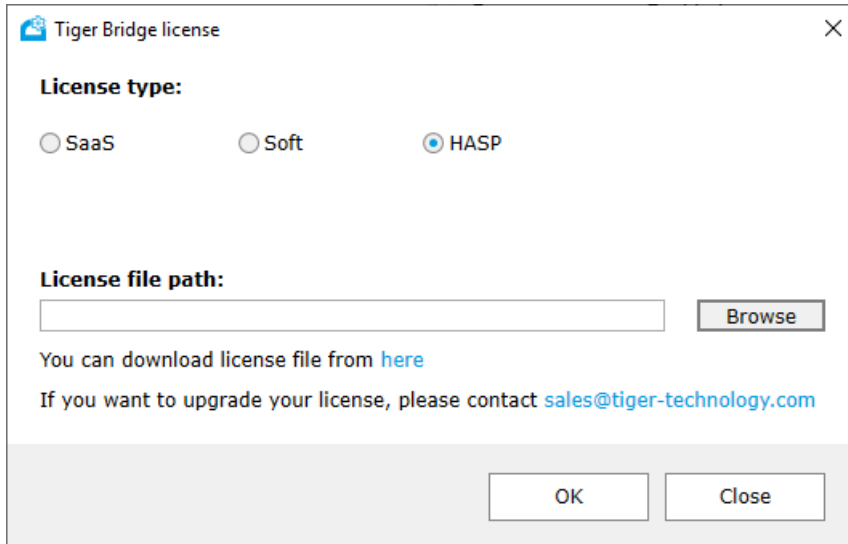 Tiger Bridge license
License type:
SaaS Soft HASP
License file path:
Browse
You can download license file from here
If you want to upgrade your license, please contact sales@tiger-technology.com
OK Close